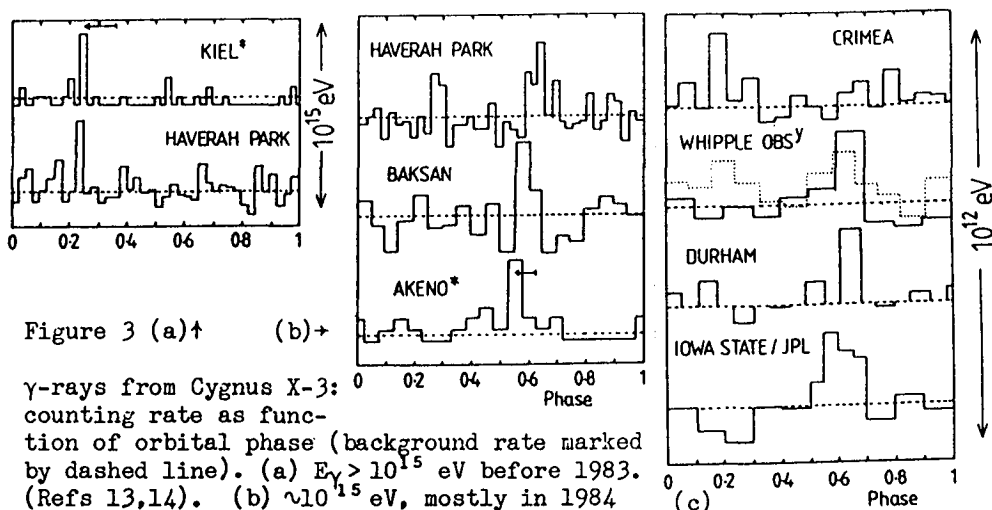 KIEL*
HAVERAH PARK
10¹⁵ eV
0 0·2 0·4 0·6 0·8 1
HAVERAH PARK
BAKSAN
AKENO*
0 0·2 0·4 0·6 0·8 1
Phase
CRIMEA
WHIPPLE OBSʸ
DURHAM
IOWA STATE / JPL
10¹² eV
0 0·2 0·4 0·6 0·8 1
(c) Phase
Figure 3 (a)↑ (b)→
γ-rays from Cygnus X-3:
counting rate as func-
tion of orbital phase (background rate marked
by dashed line). (a) Eγ > 10¹⁵ eV before 1983.
(Refs 13,14). (b) ~10¹⁵ eV, mostly in 1984